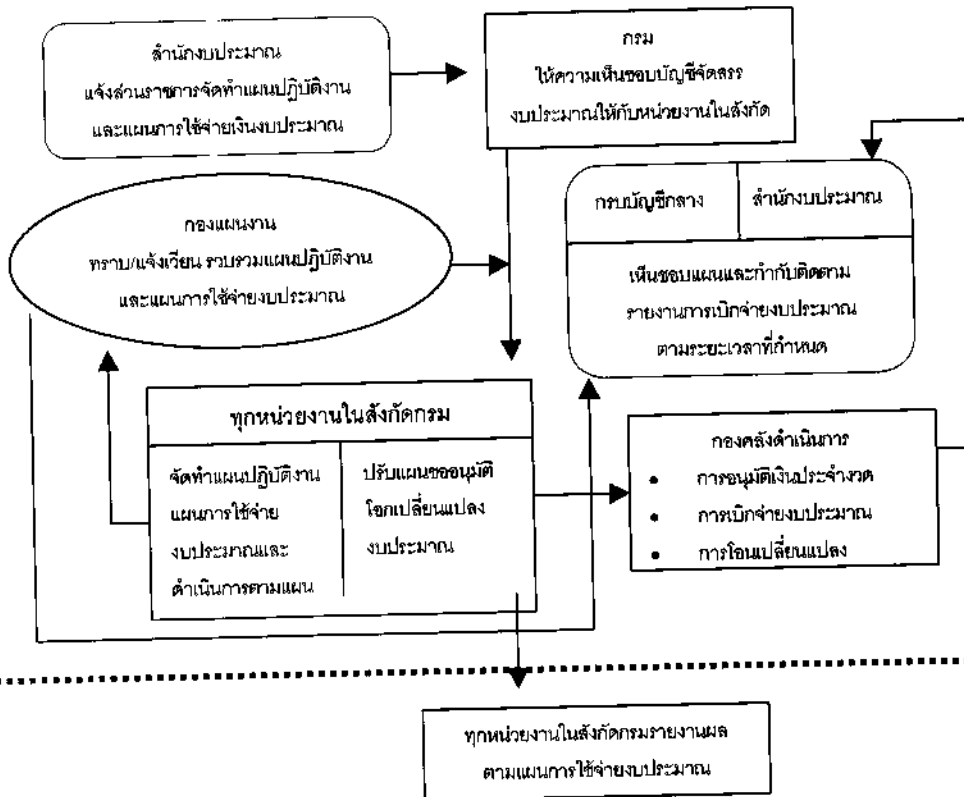 สำนักงบประมาณ
แจ้งส่วนราชการจัดทำแผนปฏิบัติงาน
และแผนการใช้จ่ายเงินงบประมาณ
กรม
ให้ความเห็นชอบบัญชีจัดสรร
งบประมาณให้กับหน่วยงานในสังกัด
กองแผนงาน
ทราบ/แจ้งเวียน รวบรวมแผนปฏิบัติงาน
และแผนการใช้จ่ายงบประมาณ
กรมบัญชีกลาง
สำนักงบประมาณ
เห็นชอบแผนและกำกับติดตาม
รายงานการเบิกจ่ายงบประมาณ
ตามระยะเวลาที่กำหนด
ทุกหน่วยงานในสังกัดกรม
จัดทำแผนปฏิบัติงาน
แผนการใช้จ่าย
งบประมาณและ
ดำเนินการตามแผน
ปรับแผนขออนุมัติ
โอกเปลี่ยนแปลง
งบประมาณ
กองคลังดำเนินการ
• การอนุมัติเงินประจำงวด
• การเบิกจ่ายงบประมาณ
• การโอนเปลี่ยนแปลง
ทุกหน่วยงานในสังกัดกรมรายงานผล
ตามแผนการใช้จ่ายงบประมาณ